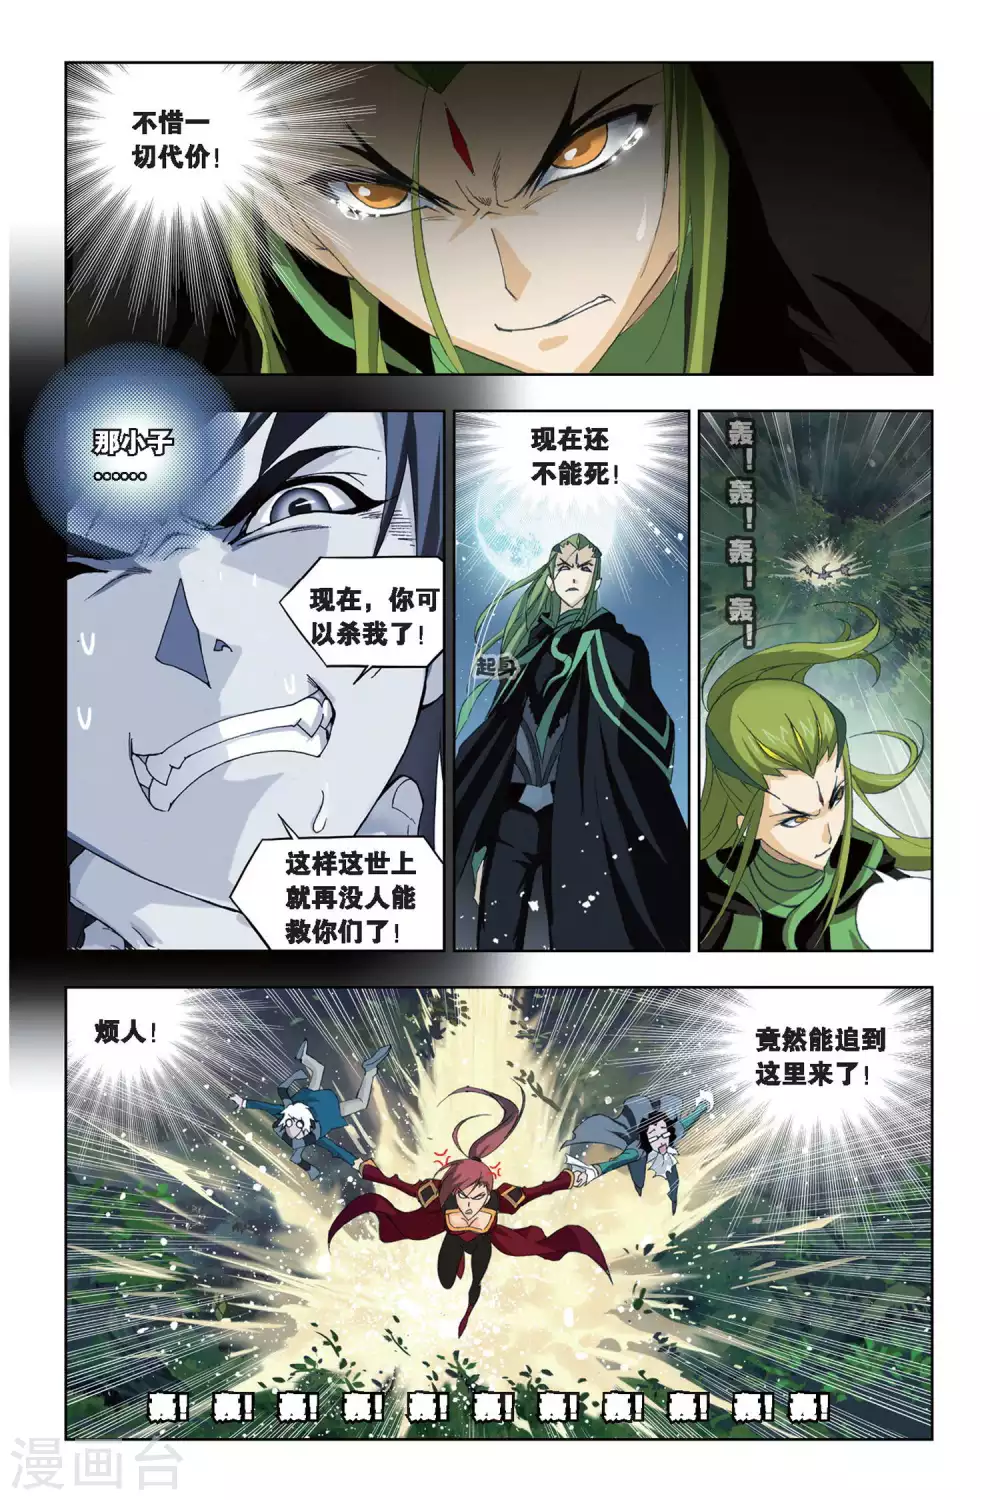 不惜一
切代价！
那小子
……
现在，你可
以杀我了！
这样这世上
就再没人能
救你们了！
现在还
不能死！
起身
轰！轰！轰！轰！
烦人！
竟然能追到
这里来了！
轰！轰！轰！轰！轰！轰！轰！轰！轰！轰！轰！
漫画台